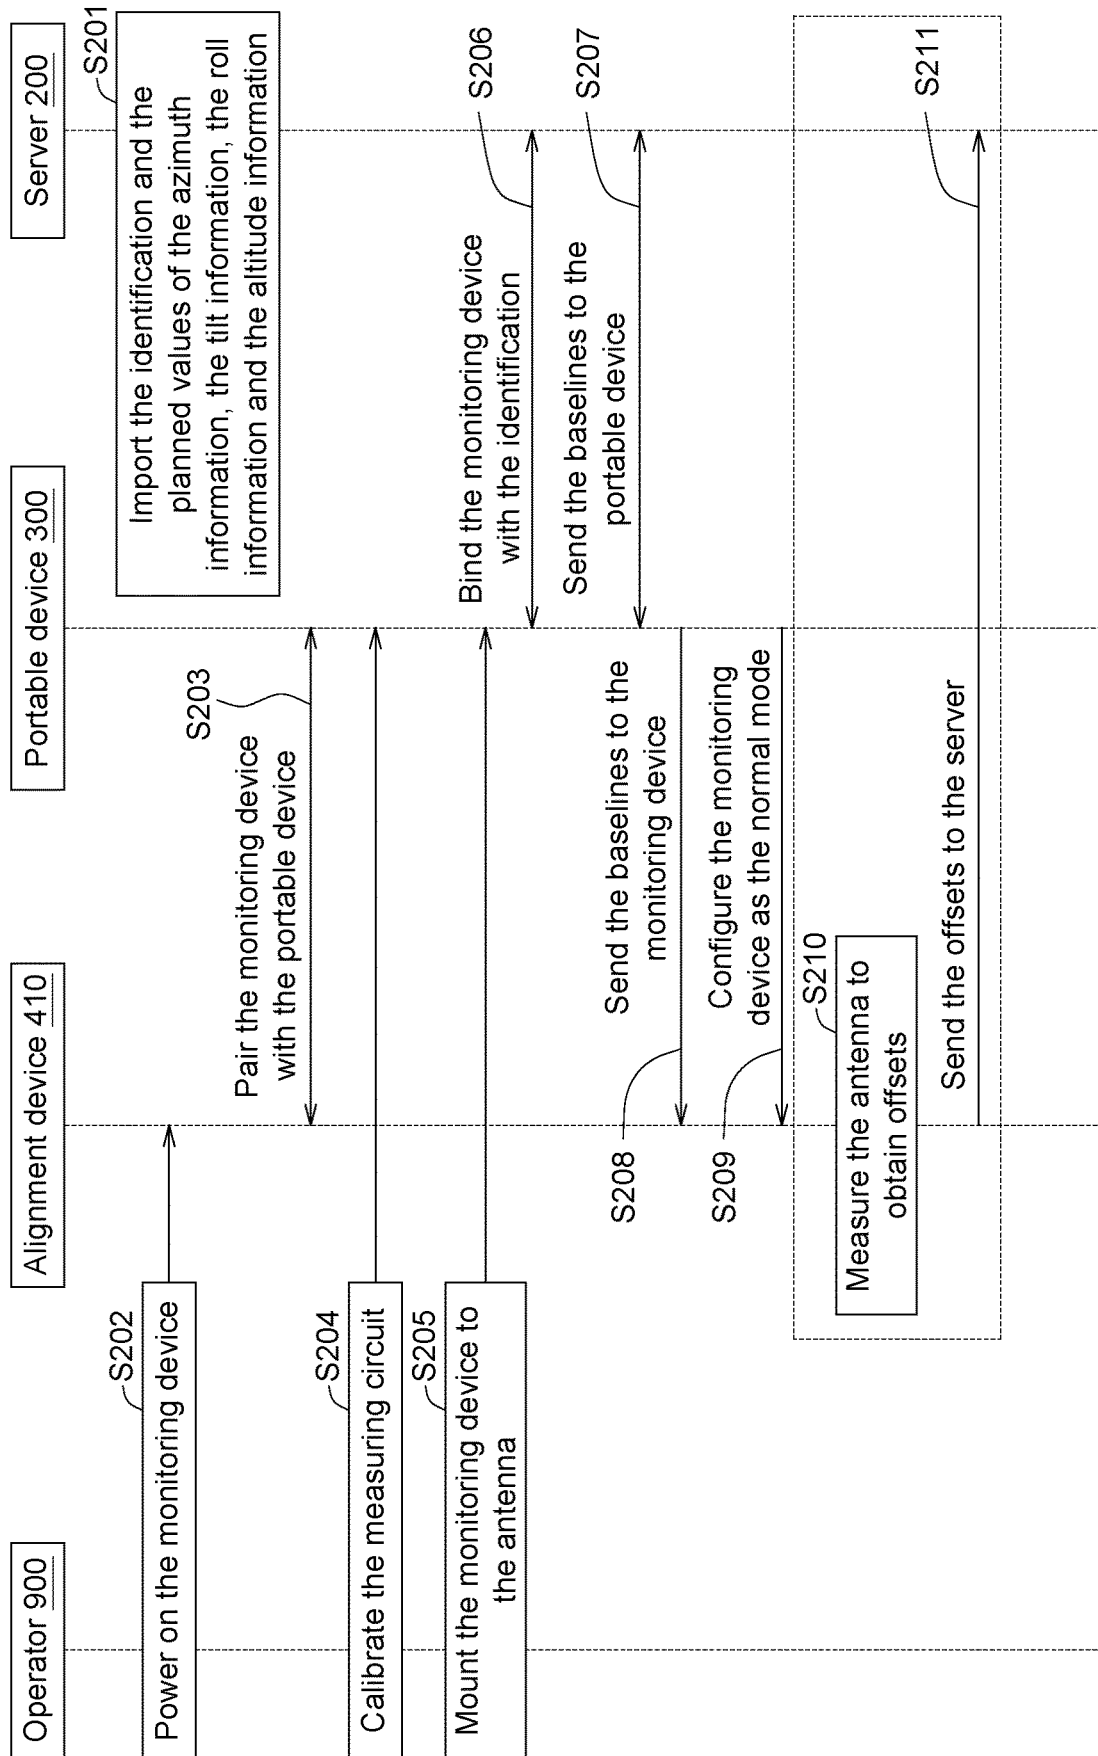 Operator 900
Alignment device 410
Portable device 300
Server 200
S201
Import the identification and the
planned values of the azimuth
information, the tilt information, the roll
information and the altitude information
S202
Power on the monitoring device
S203
Pair the monitoring device
with the portable device
S204
Calibrate the measuring circuit
S205
Mount the monitoring device to
the antenna
S206
Bind the monitoring device
with the identification
S207
Send the baselines to the
portable device
Send the baselines to the
monitoring device
S208
Configure the monitoring
device as the normal mode
S209
S210
Measure the antenna to
obtain offsets
S211
Send the offsets to the server